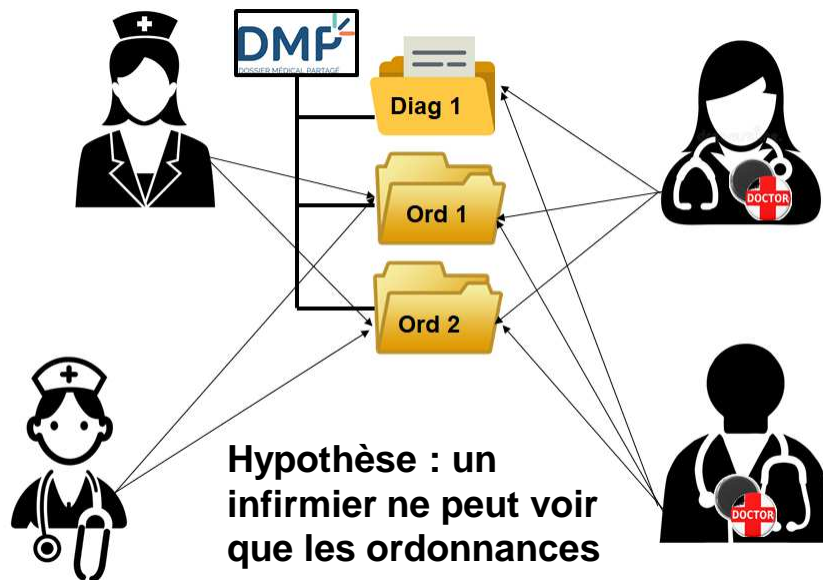 DMP
DOSSIER MÉDICAL PARTAGÉ
Diag 1
Ord 1
Ord 2
DOCTOR
DOCTOR
Hypothèse : un
infirmier ne peut voir
que les ordonnances